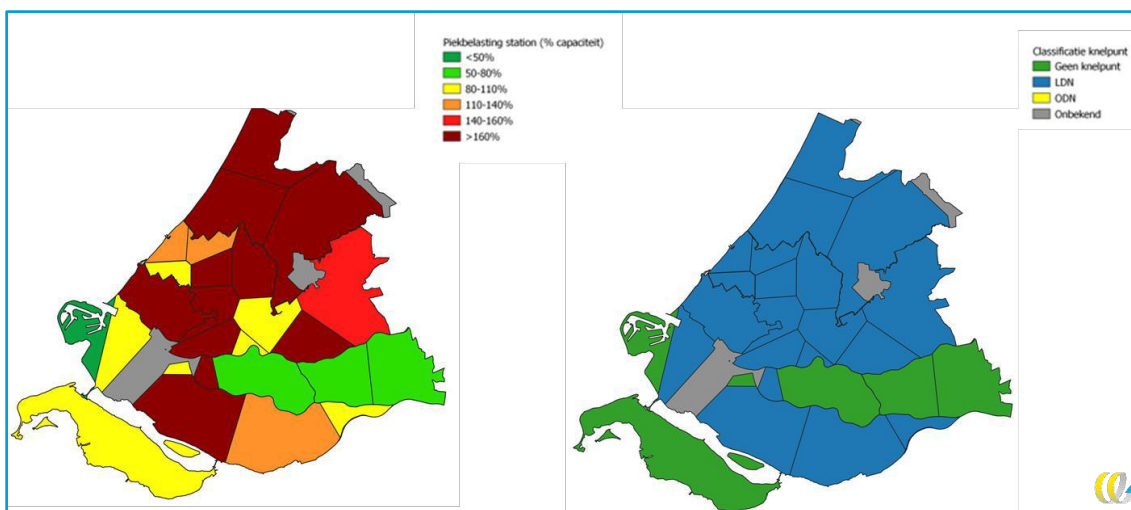 Piekbelasting station (% capaciteit)
<50%
50-80%
80-110%
110-140%
140-160%
>160%
Classificatie knelpunt
Geen knelpunt
LDN
ODN
Onbekend